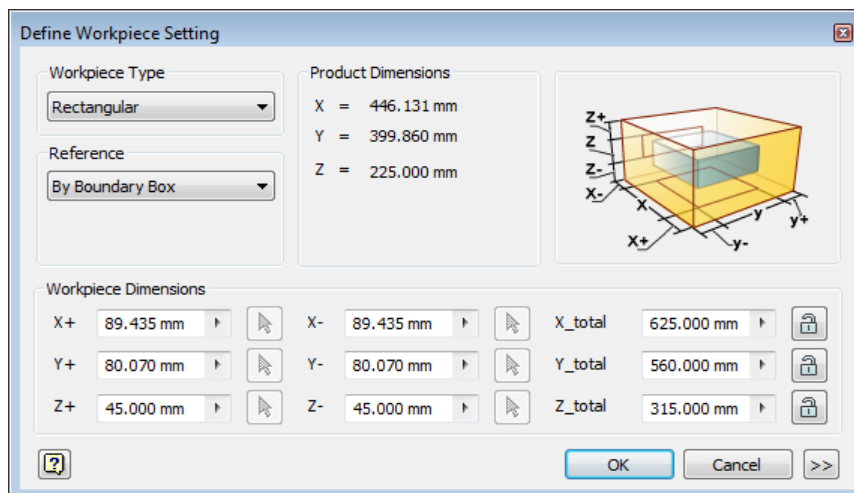 Define Workpiece Setting
Workpiece Type
Rectangular
Reference
By Boundary Box
Product Dimensions
X = 446.131 mm
Y = 399.860 mm
Z = 225.000 mm
Z+
Z
Z-
X-
X
X+
y-
y
y+
Workpiece Dimensions
X+ 89.435 mm X- 89.435 mm X_total 625.000 mm
Y+ 80.070 mm Y- 80.070 mm Y_total 560.000 mm
Z+ 45.000 mm Z- 45.000 mm Z_total 315.000 mm
? OK Cancel >>